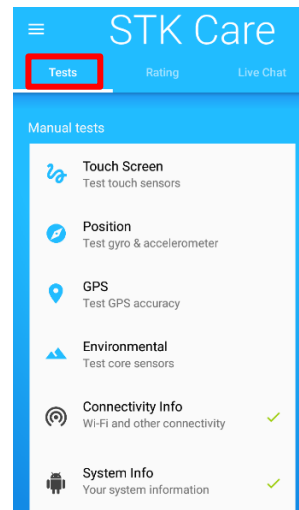 STK Care
Tests
Rating
Live Chat
Manual tests
Touch Screen
Test touch sensors
Position
Test gyro & accelerometer
GPS
Test GPS accuracy
Environmental
Test core sensors
Connectivity Info
Wi-Fi and other connectivity
System Info
Your system information